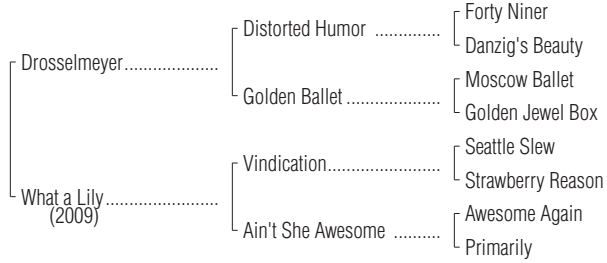 Forty Niner
Distorted Humor ..............
Danzig's Beauty
Drosselmeyer....................
Moscow Ballet
Golden Ballet ....................
Golden Jewel Box
Seattle Slew
Vindication........................
Strawberry Reason
What a Lily........................
(2009)
Awesome Again
Ain't She Awesome ..........
Primarily